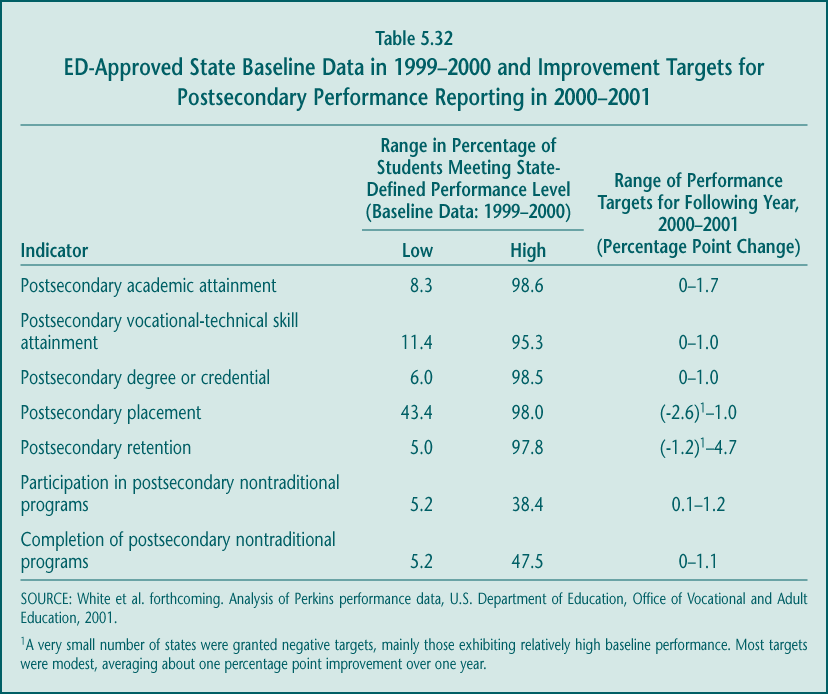 Table 5.32
ED-Approved State Baseline Data in 1999–2000 and Improvement Targets for
Postsecondary Performance Reporting in 2000–2001
Range in Percentage of
Students Meeting State-
Defined Performance Level
(Baseline Data: 1999–2000)
Range of Performance
Targets for Following Year,
2000–2001
(Percentage Point Change)
Indicator Low High
Postsecondary academic attainment 8.3 98.6 0–1.7
Postsecondary vocational-technical skill
attainment 11.4 95.3 0–1.0
Postsecondary degree or credential 6.0 98.5 0–1.0
Postsecondary placement 43.4 98.0 (-2.6)¹–1.0
Postsecondary retention 5.0 97.8 (-1.2)¹–4.7
Participation in postsecondary nontraditional
programs 5.2 38.4 0.1–1.2
Completion of postsecondary nontraditional
programs 5.2 47.5 0–1.1
SOURCE: White et al. forthcoming. Analysis of Perkins performance data, U.S. Department of Education, Office of Vocational and Adult
Education, 2001.
¹A very small number of states were granted negative targets, mainly those exhibiting relatively high baseline performance. Most targets
were modest, averaging about one percentage point improvement over one year.